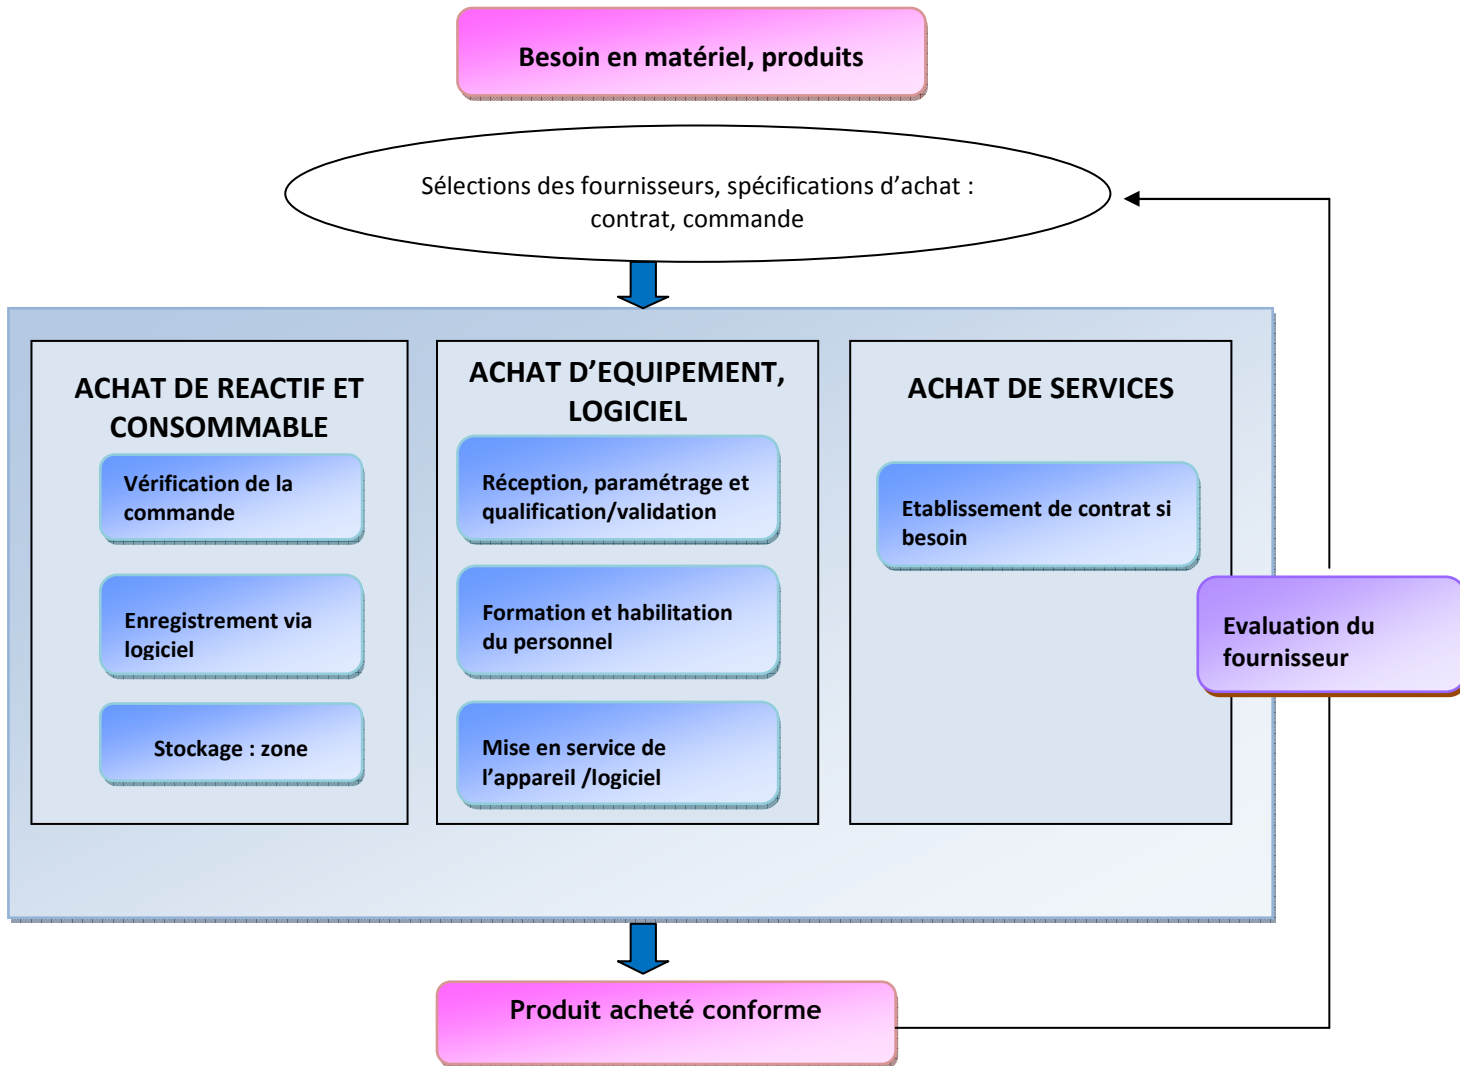 Besoin en matériel, produits
Sélections des fournisseurs, spécifications d’achat :
contrat, commande
ACHAT DE REACTIF ET
CONSOMMABLE
Vérification de la
commande
Enregistrement via
logiciel
Stockage : zone
ACHAT D’EQUIPEMENT,
LOGICIEL
Réception, paramétrage et
qualification/validation
Formation et habilitation
du personnel
Mise en service de
l’appareil /logiciel
ACHAT DE SERVICES
Etablissement de contrat si
besoin
Evaluation du
fournisseur
Produit acheté conforme